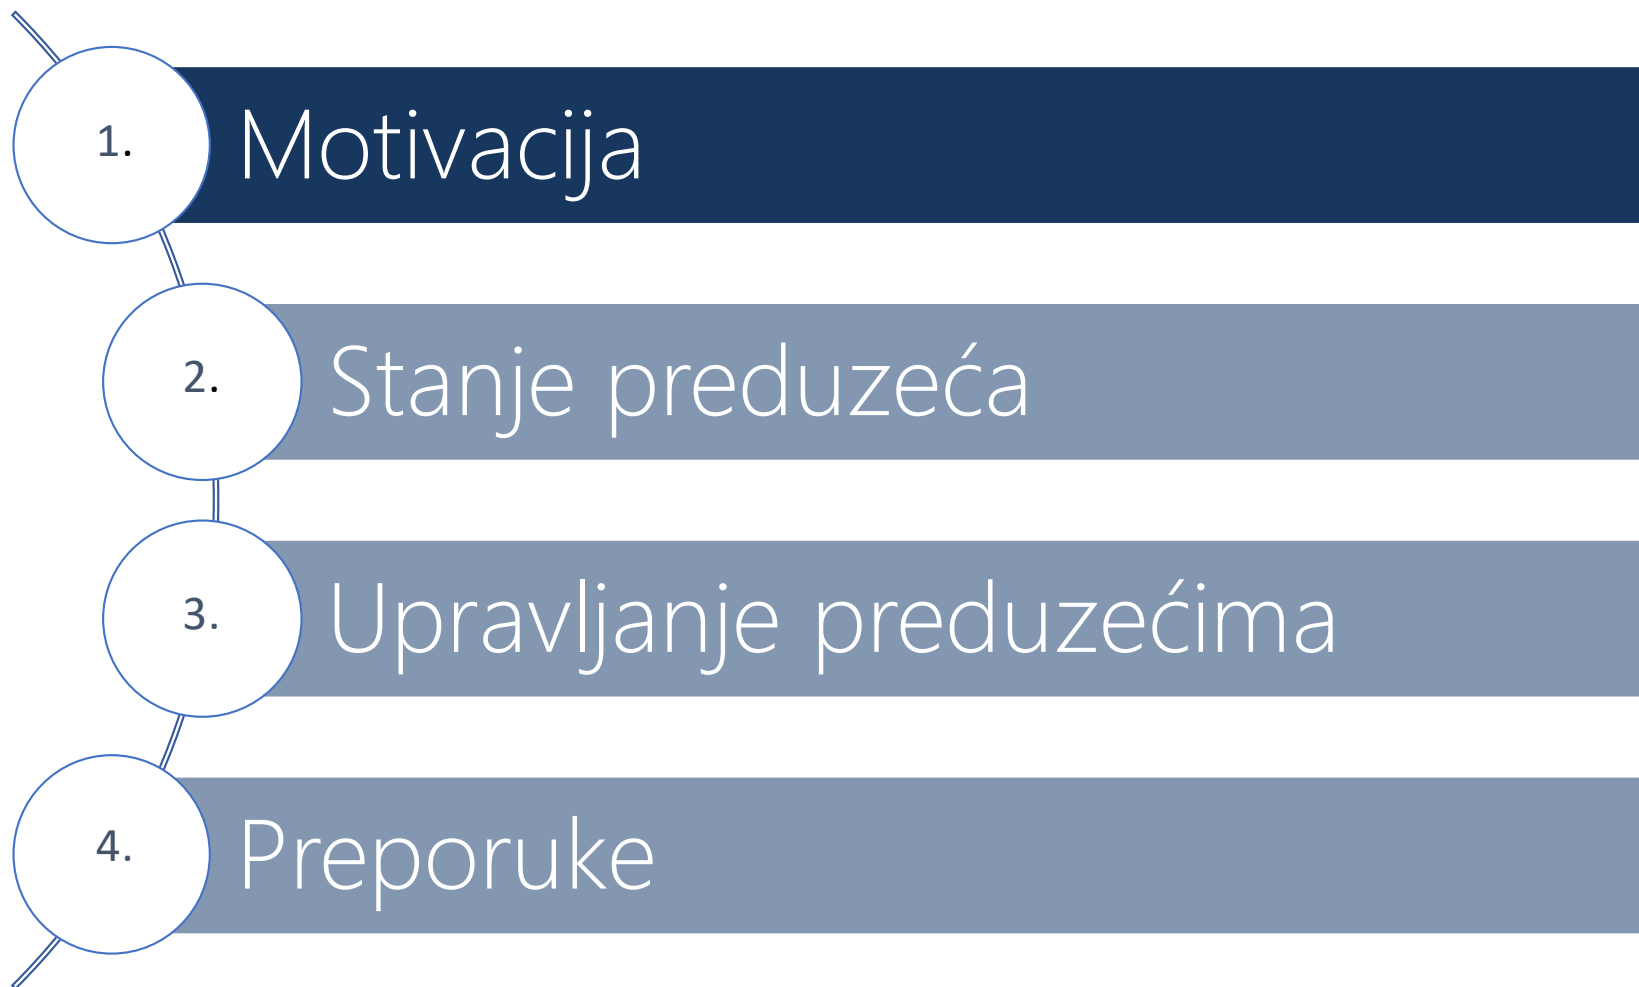 1. Motivacija
2. Stanje preduzeća
3. Upravljanje preduzećima
4. Preporuke